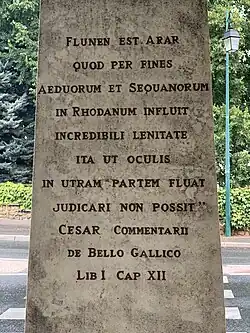 Flunen est Arar
quod per fines
Aeduorum et Sequanorum
in Rhodanum influit
incredibili lenitate
ita ut oculis
in utram "partem fluat
judicari non possit"
Cesar Commentarii
de Bello Gallico
Lib I Cap XII